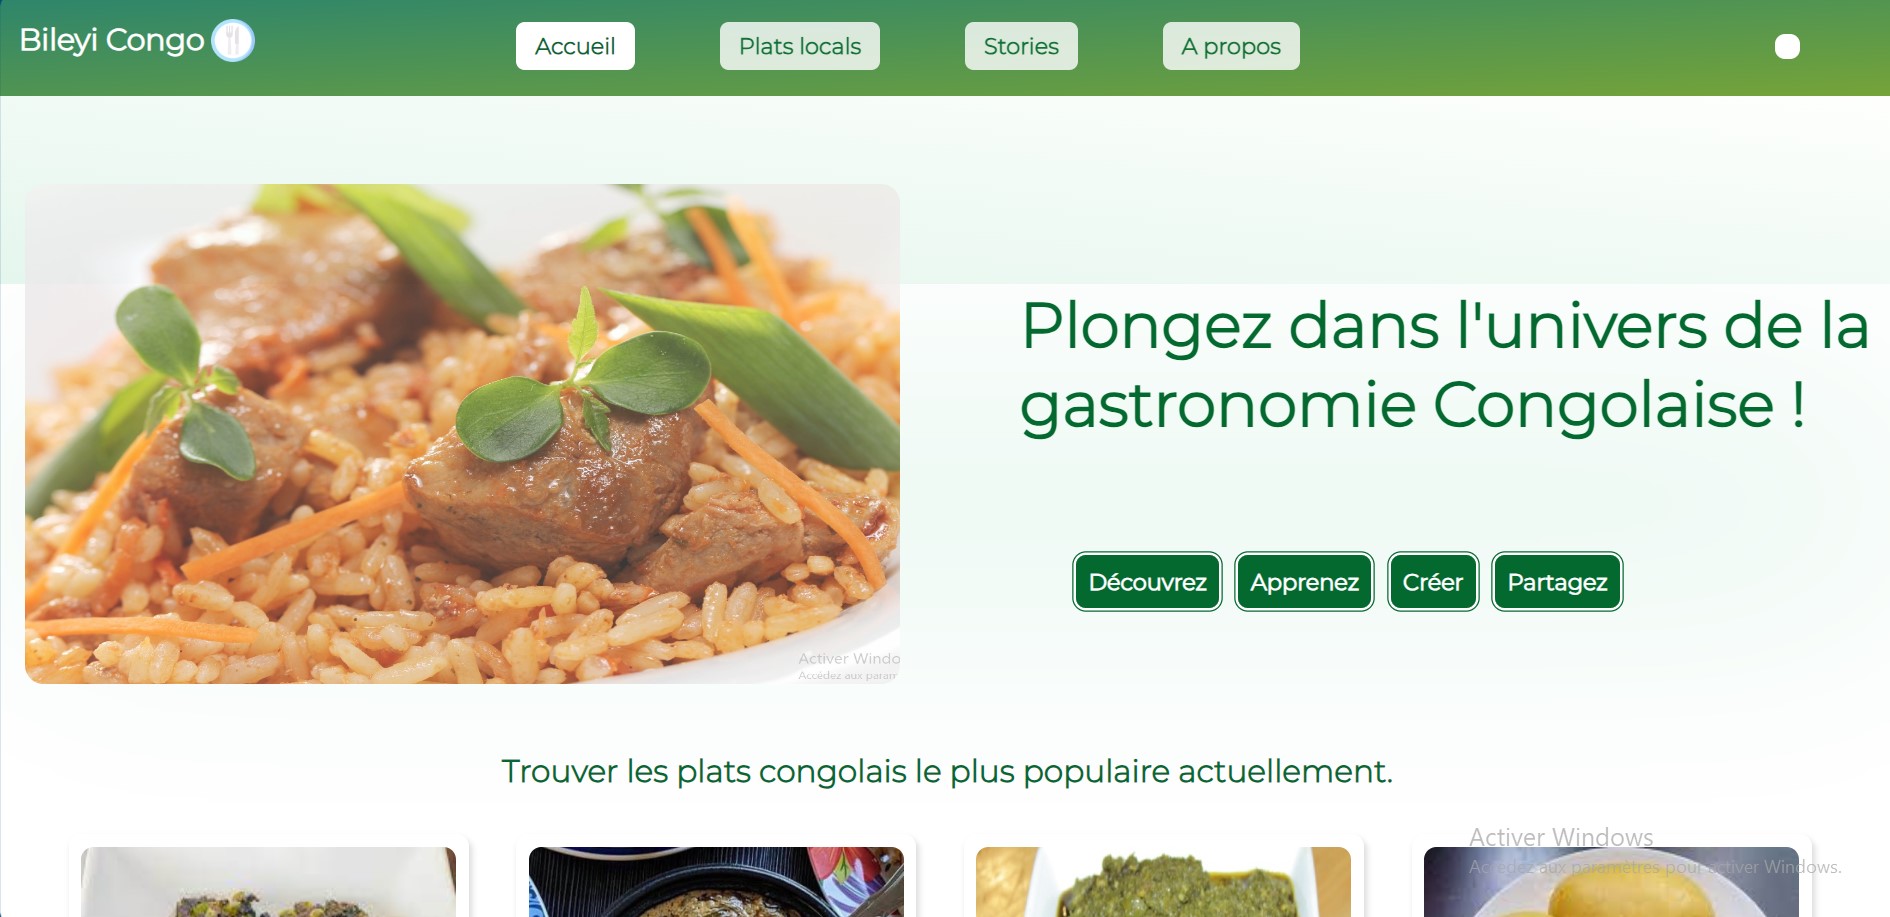 Bileyi Congo
Accueil
Plats locals
Stories
A propos
Plongez dans l'univers de la
gastronomie Congolaise !
Découvrez
Apprenez
Créer
Partagez
Activer Windo
Accédez aux param
Trouver les plats congolais le plus populaire actuellement.
Activer Windows
Accédez aux paramètres pour activer Windows.